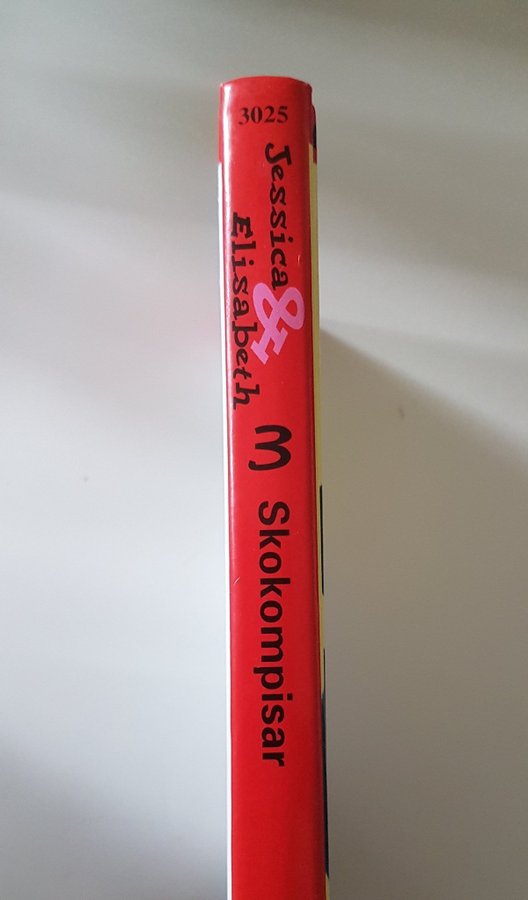 3025
Jessica
&
Elisabeth
3
Skokompisar